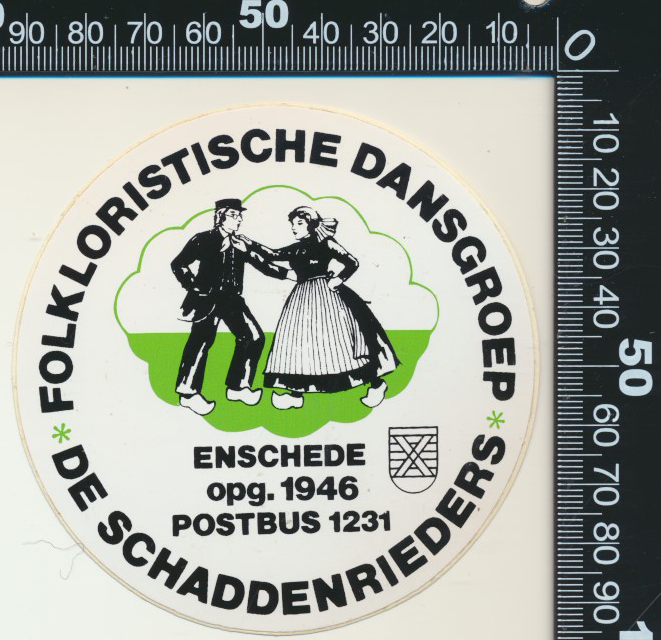 90 80 70 60 50 40 30 20 10 0
10 20 30 40 50 60 70 80 90
FOLKLORISTISCHE DANSGROEP
* DE SCHADDENRIEDERS *
ENSCHEDE
opg. 1946
POSTBUS 1231